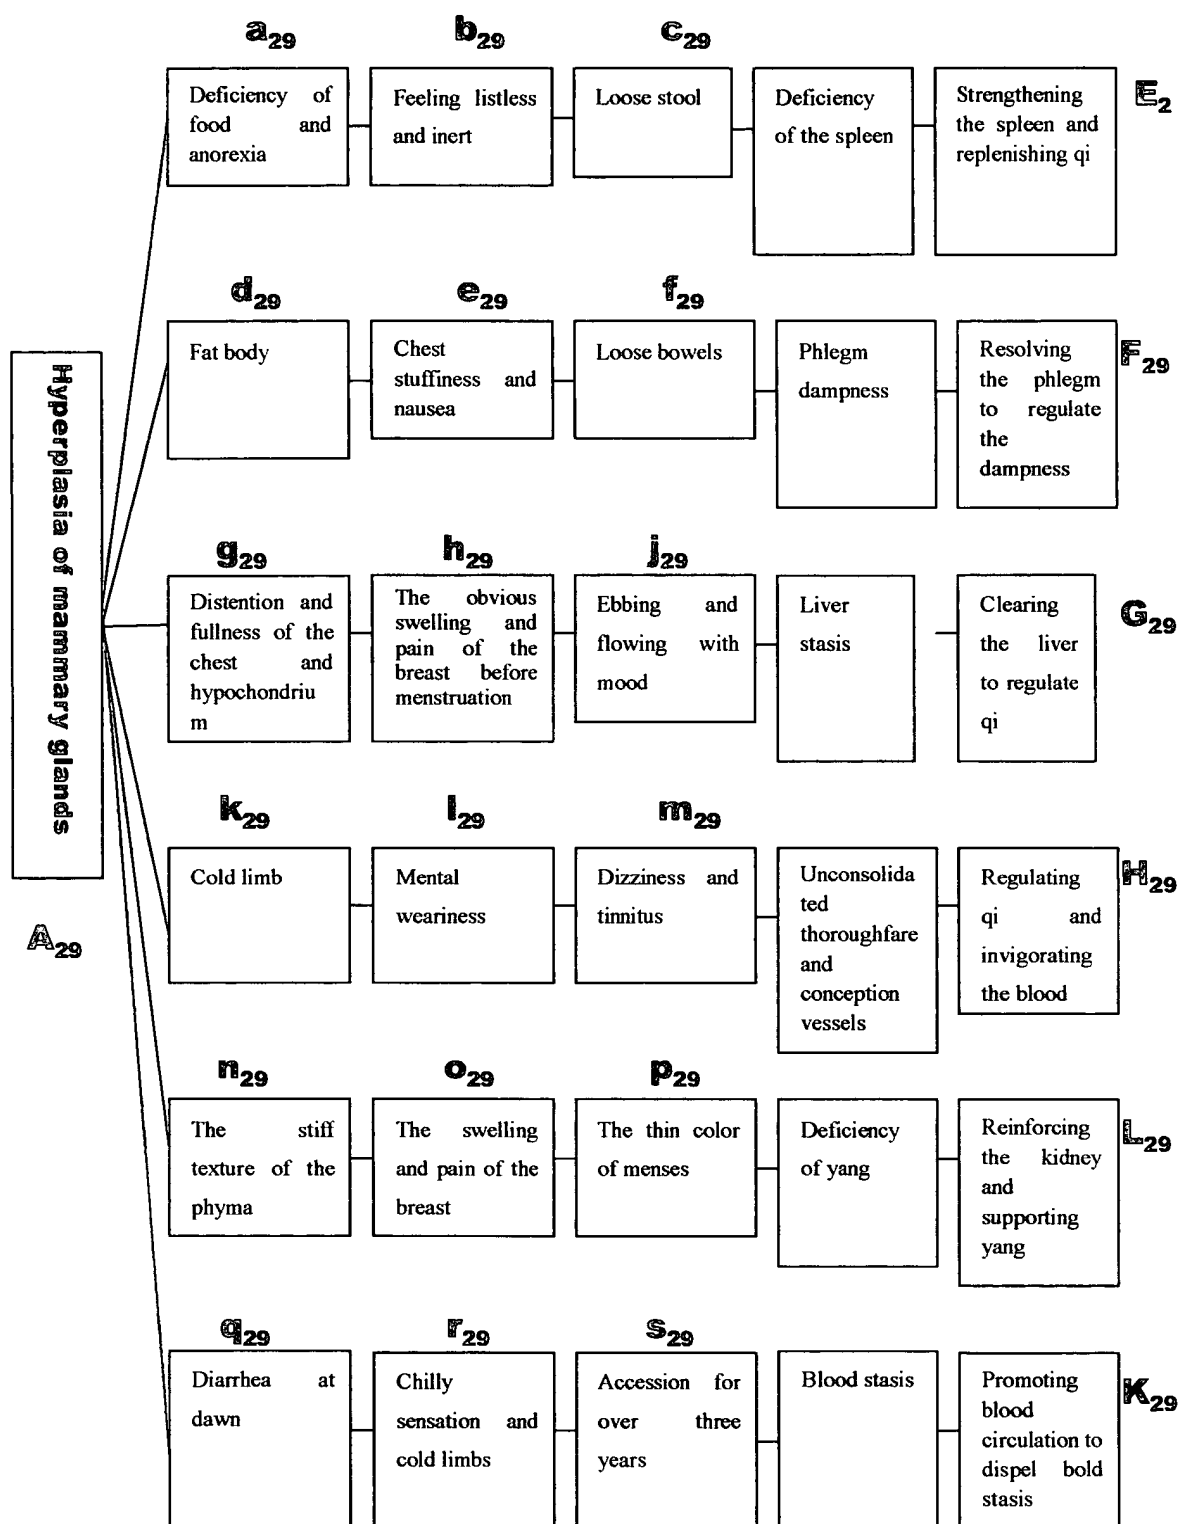 a29
b29
c29
Deficiency of
food and
anorexia
Feeling listless
and inert
Loose stool
Deficiency
of the spleen
Strengthening
the spleen and
replenishing qi
E2
d29
e29
f29
Fat body
Chest
stuffiness and
nausea
Loose bowels
Phlegm
dampness
Resolving
the phlegm
to regulate
the
dampness
F29
Hyperplasia of mammary glands
A29
g29
h29
j29
Distention and
fullness of the
chest and
hypochondriu
m
The obvious
swelling and
pain of the
breast before
menstruation
Ebbing and
flowing with
mood
Liver
stasis
Clearing
the liver
to regulate
qi
G29
k29
l29
m29
Cold limb
Mental
weariness
Dizziness and
tinnitus
Unconsolida
ted
thoroughfare
and
conception
vessels
Regulating
qi and
invigorating
the blood
H29
n29
o29
p29
The stiff
texture of the
phyma
The swelling
and pain of the
breast
The thin color
of menses
Deficiency
of yang
Reinforcing
the kidney
and
supporting
yang
L29
q29
r29
s29
Diarrhea at
dawn
Chilly
sensation and
cold limbs
Accession for
over three
years
Blood stasis
Promoting
blood
circulation to
dispel bold
stasis
K29